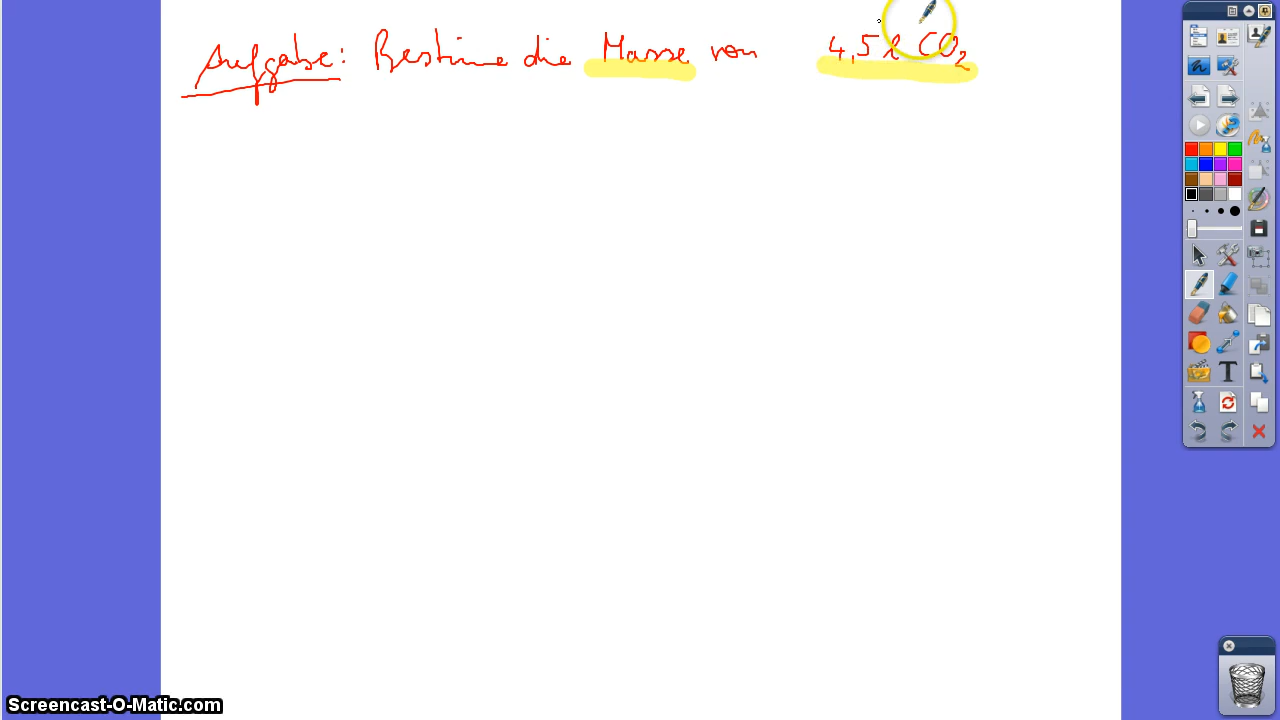 Aufgabe: Bestimme die Masse von 4,5 l CO₂
T
Screencast-O-Matic.com